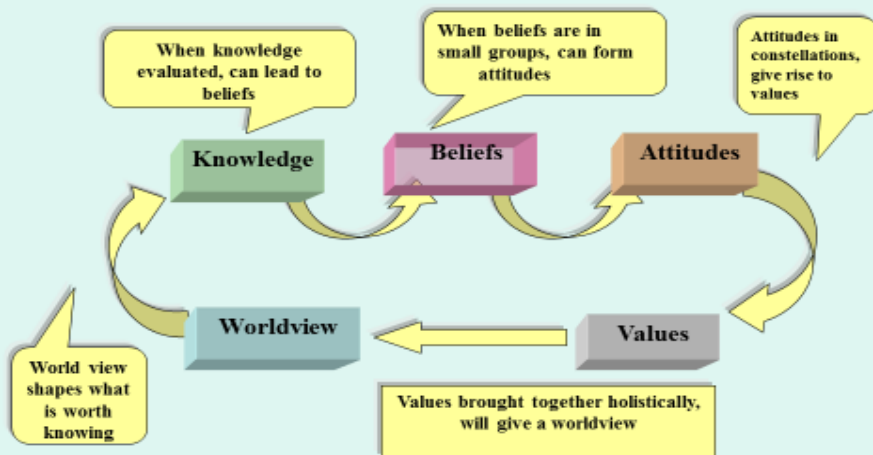 When knowledge
evaluated, can lead to
beliefs
When beliefs are in
small groups, can form
attitudes
Attitudes in
constellations,
give rise to
values
Knowledge
Beliefs
Attitudes
Worldview
Values
World view
shapes what
is worth
knowing
Values brought together holistically,
will give a worldview